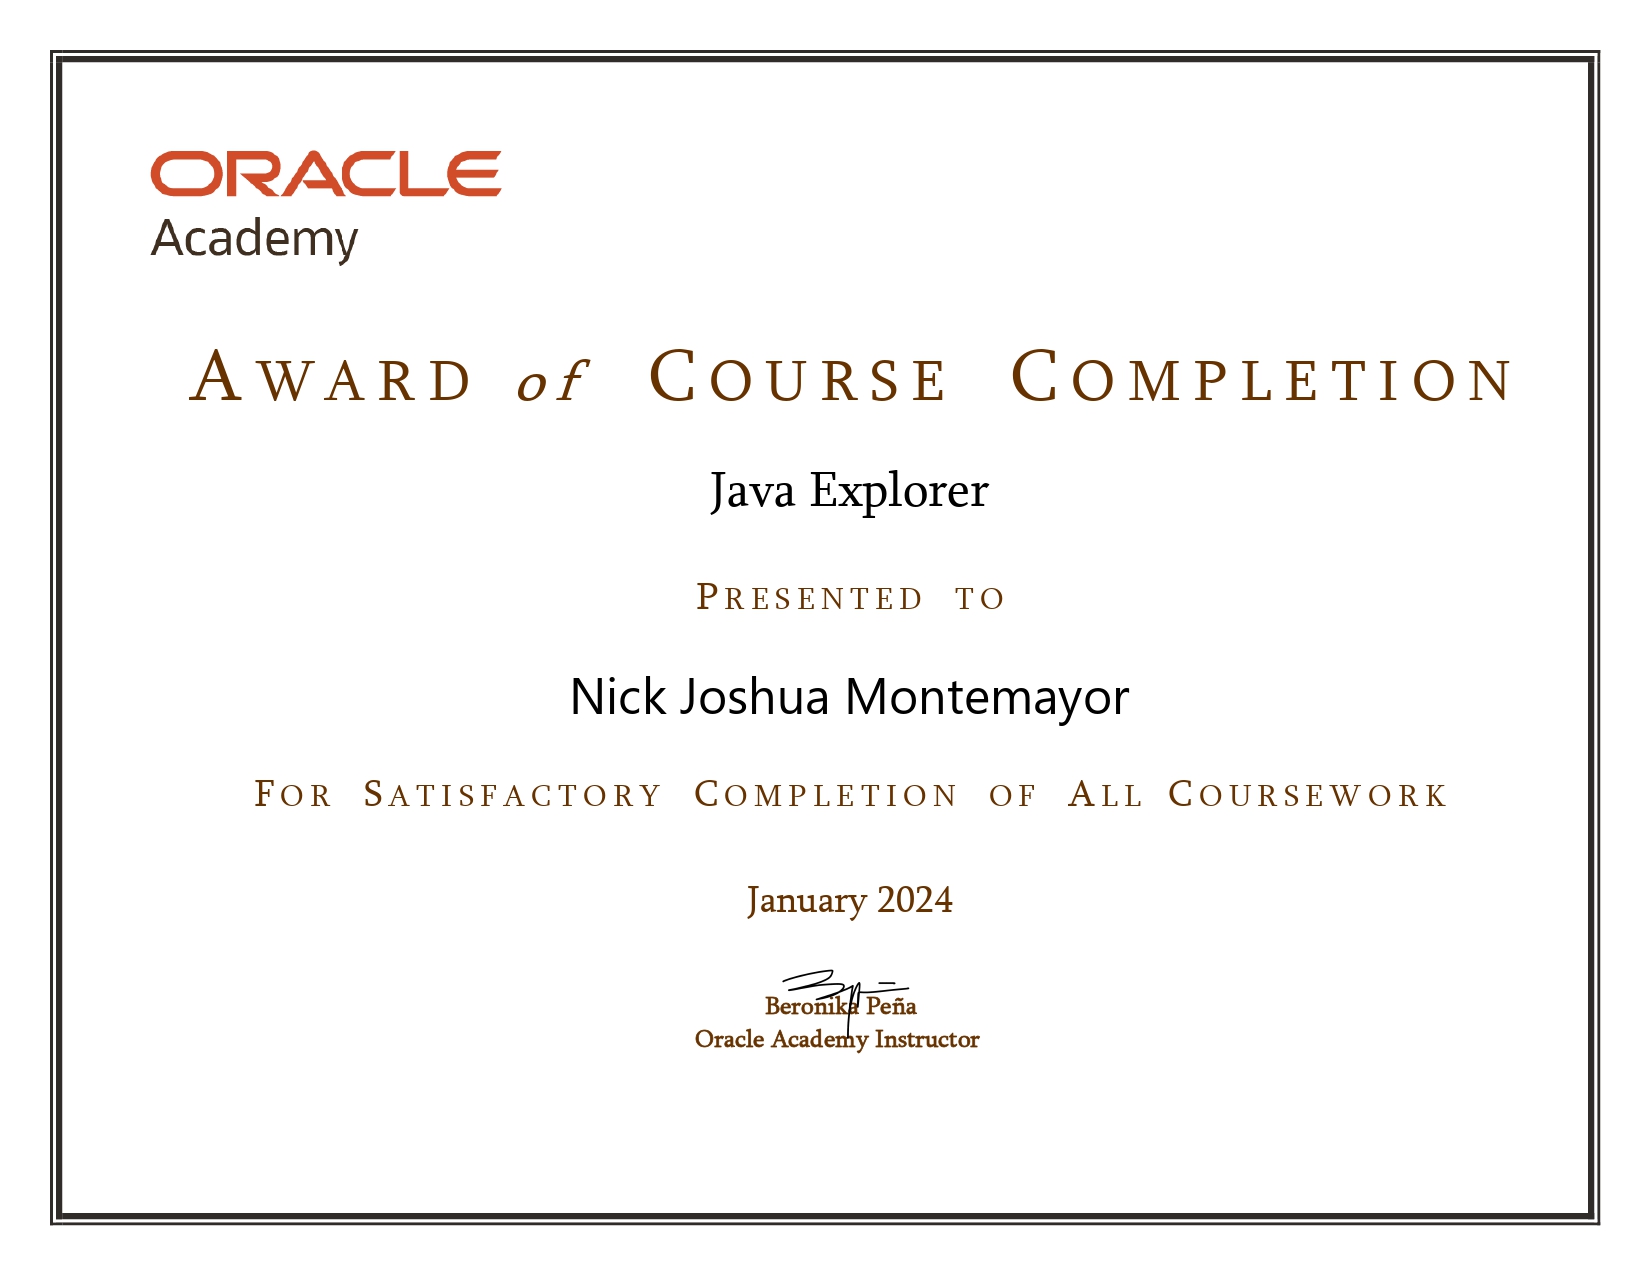 ORACLE
Academy
AWARD of COURSE COMPLETION
Java Explorer
PRESENTED TO
Nick Joshua Montemayor
FOR SATISFACTORY COMPLETION OF ALL COURSEWORK
January 2024
Beronika Peña
Oracle Academy Instructor